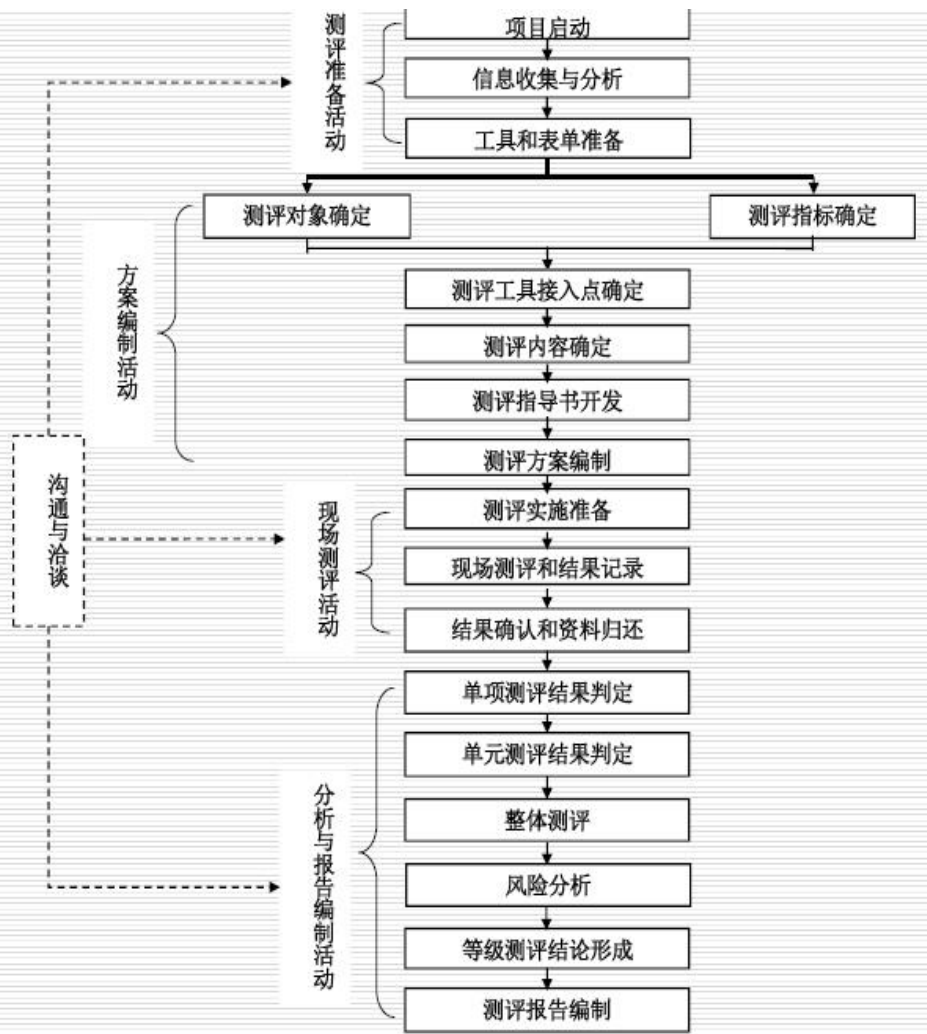 测评准备活动
项目启动
信息收集与分析
工具和表单准备
方案编制活动
测评对象确定
测评指标确定
测评工具接入点确定
测评内容确定
测评指导书开发
测评方案编制
沟通与洽谈
现场测评活动
测评实施准备
现场测评和结果记录
结果确认和资料归还
分析与报告编制活动
单项测评结果判定
单元测评结果判定
整体测评
风险分析
等级测评结论形成
测评报告编制